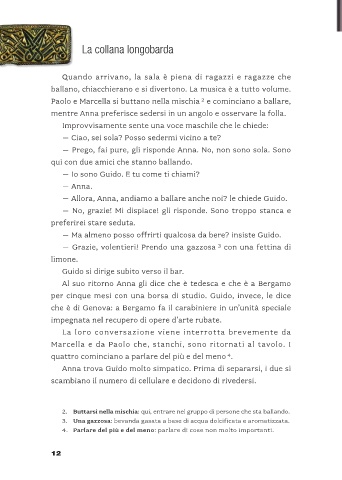 La collana longobarda
Quando arrivano, la sala è piena di ragazzi e ragazze che
ballano, chiacchierano e si divertono. La musica è a tutto volume.
Paolo e Marcella si buttano nella mischia ² e cominciano a ballare,
mentre Anna preferisce sedersi in un angolo e osservare la folla.
Improvvisamente sente una voce maschile che le chiede:
— Ciao, sei sola? Posso sedermi vicino a te?
— Prego, fai pure, gli risponde Anna. No, non sono sola. Sono
qui con due amici che stanno ballando.
— Io sono Guido. E tu come ti chiami?
— Anna.
— Allora, Anna, andiamo a ballare anche noi? le chiede Guido.
— No, grazie! Mi dispiace! gli risponde. Sono troppo stanca e
preferirei stare seduta.
— Ma almeno posso offrirti qualcosa da bere? insiste Guido.
— Grazie, volentieri! Prendo una gazzosa ³ con una fettina di
limone.
Guido si dirige subito verso il bar.
Al suo ritorno Anna gli dice che è tedesca e che è a Bergamo
per cinque mesi con una borsa di studio. Guido, invece, le dice
che è di Genova: a Bergamo fa il carabiniere in un'unità speciale
impegnata nel recupero di opere d'arte rubate.
La loro conversazione viene interrotta brevemente da
Marcella e da Paolo che, stanchi, sono ritornati al tavolo. I
quattro cominciano a parlare del più e del meno ⁴.
Anna trova Guido molto simpatico. Prima di separarsi, i due si
scambiano il numero di cellulare e decidono di rivedersi.
2. Buttarsi nella mischia: qui, entrare nel gruppo di persone che sta ballando.
3. Una gazzosa: bevanda gassata a base di acqua dolcificata e aromatizzata.
4. Parlare del più e del meno: parlare di cose non molto importanti.
12